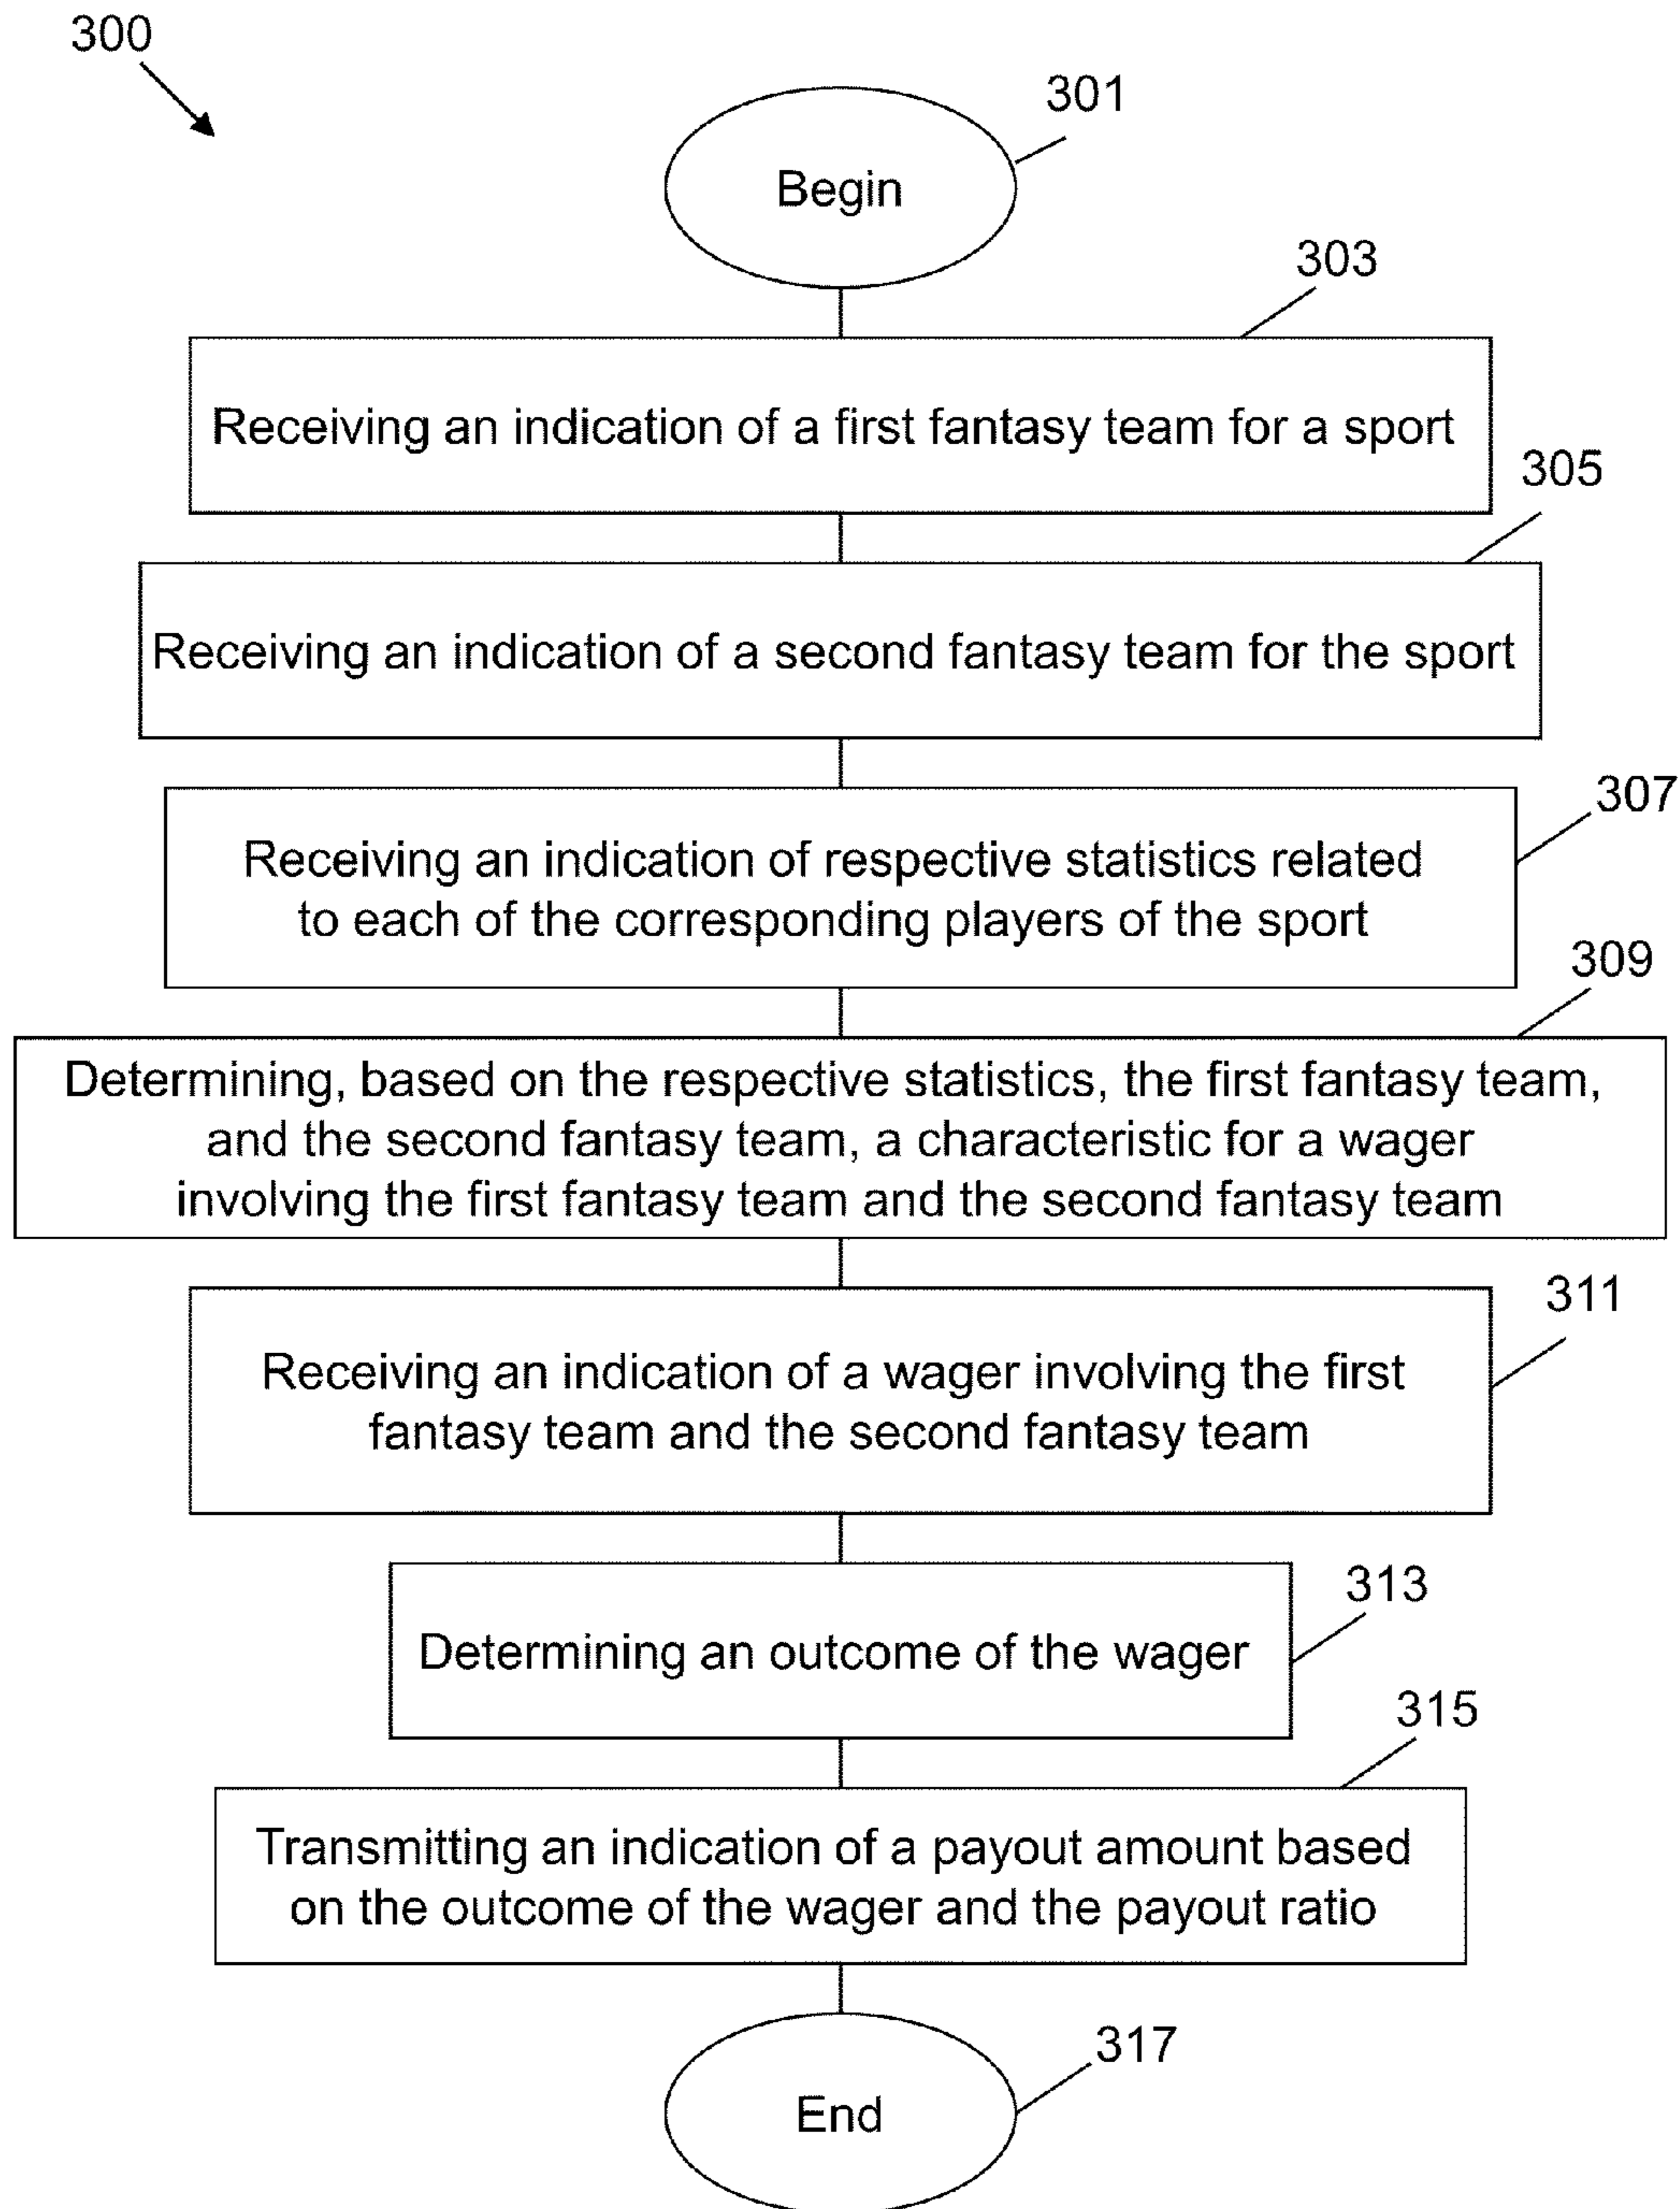 300
301
Begin
303
Receiving an indication of a first fantasy team for a sport
305
Receiving an indication of a second fantasy team for the sport
307
Receiving an indication of respective statistics related
to each of the corresponding players of the sport
309
Determining, based on the respective statistics, the first fantasy team,
and the second fantasy team, a characteristic for a wager
involving the first fantasy team and the second fantasy team
311
Receiving an indication of a wager involving the first
fantasy team and the second fantasy team
313
Determining an outcome of the wager
315
Transmitting an indication of a payout amount based
on the outcome of the wager and the payout ratio
317
End